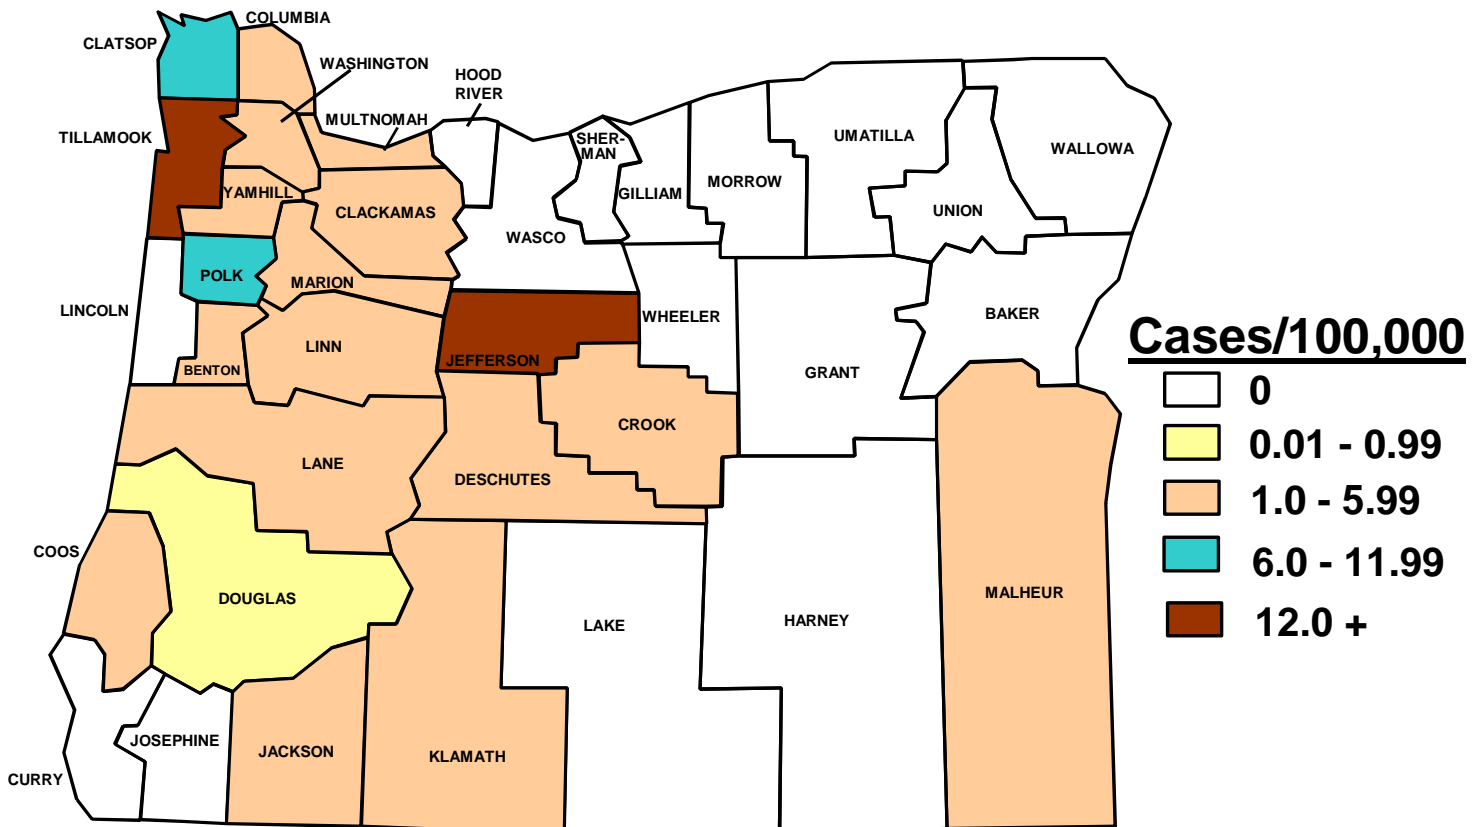 COLUMBIA
CLATSOP
WASHINGTON
HOOD
RIVER
MULTNOMAH
TILLAMOOK
SHER-
MAN
UMATILLA
WALLOWA
YAMHILL
CLACKAMAS
GILLIAM
MORROW
UNION
WASCO
POLK
MARION
LINCOLN
WHEELER
BAKER
LINN
JEFFERSON
BENTON
GRANT
CROOK
LANE
DESCHUTES
COOS
DOUGLAS
LAKE
HARNEY
MALHEUR
JOSEPHINE
JACKSON
KLAMATH
CURRY
Cases/100,000
0
0.01 - 0.99
1.0 - 5.99
6.0 - 11.99
12.0 +